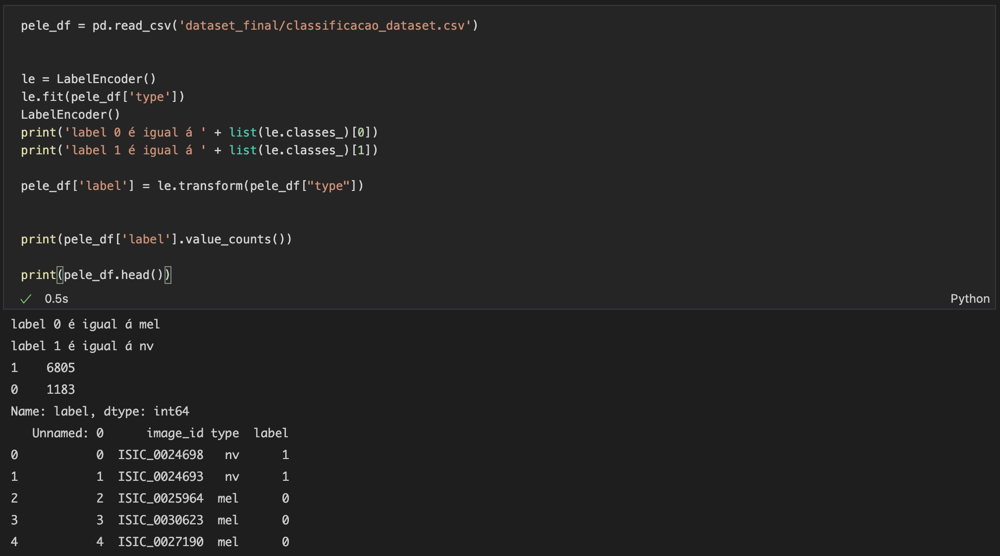 pele_df = pd.read_csv('dataset_final/classificacao_dataset.csv')
le = LabelEncoder()
le.fit(pele_df['type'])
LabelEncoder()
print('label 0 é igual á ' + list(le.classes_)[0])
print('label 1 é igual á ' + list(le.classes_)[1])
pele_df['label'] = le.transform(pele_df["type"])
print(pele_df['label'].value_counts())
print(pele_df.head())
0.5s Python
label 0 é igual á mel
label 1 é igual á nv
1    6805
0    1183
Name: label, dtype: int64
   Unnamed: 0      image_id type  label
0           0  ISIC_0024698   nv      1
1           1  ISIC_0024693   nv      1
2           2  ISIC_0025964  mel      0
3           3  ISIC_0030623  mel      0
4           4  ISIC_0027190  mel      0